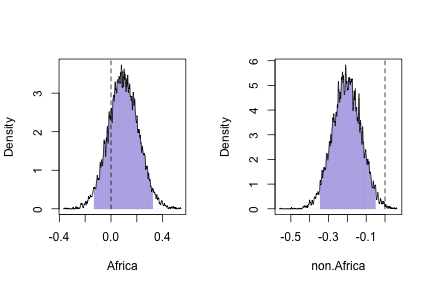 Density
0 1 2 3
-0.4 0.0 0.4
Africa
Density
0 1 2 3 4 5 6
-0.5 -0.3 -0.1
non.Africa